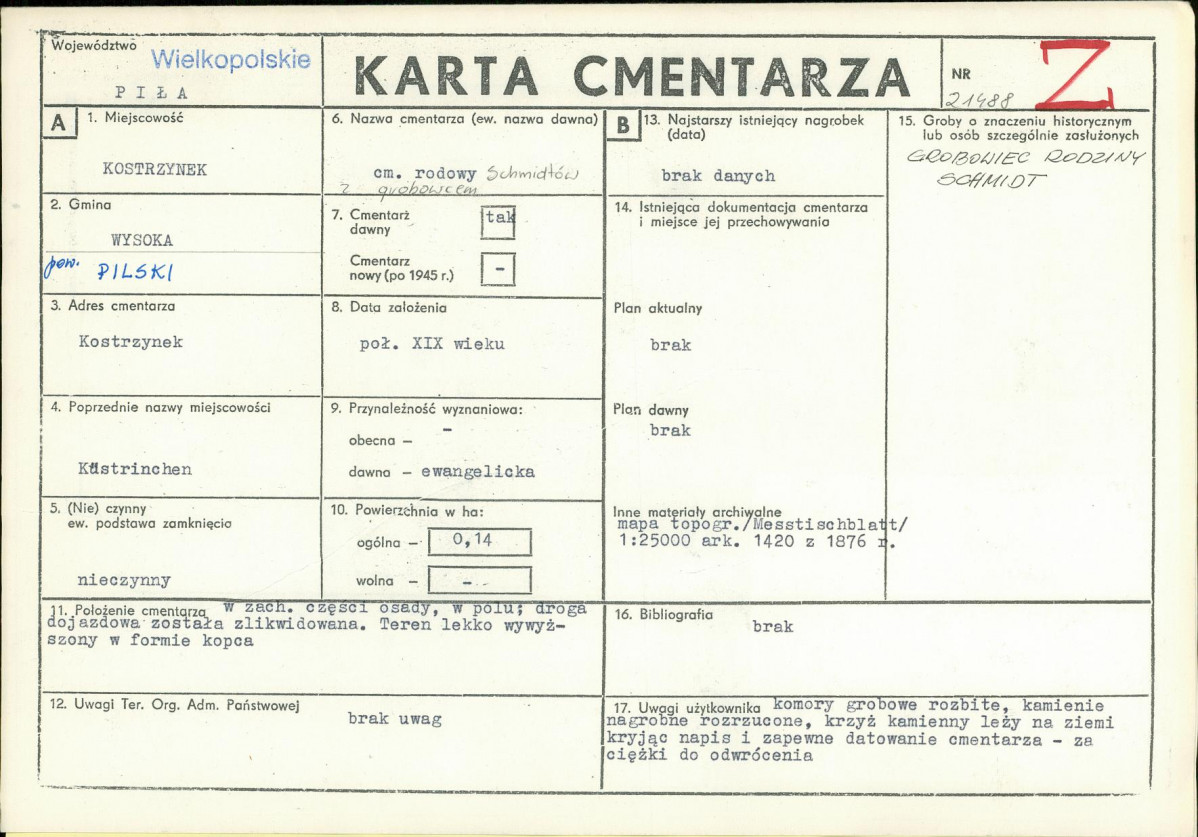 Województwo Wielkopolskie
PIŁA
KARTA CMENTARZA
NR
21488
Z
A
1. Miejscowość
KOSTRZYNEK
2. Gmina
WYSOKA
pow. PILSKI
3. Adres cmentarza
Kostrzynek
4. Poprzednie nazwy miejscowości
Küstrinchen
5. (Nie) czynny
ew. podstawa zamknięcia
nieczynny
6. Nazwa cmentarza (ew. nazwa dawna)
cm. rodowy Schmidtów
z grobowcem
7. Cmentarz
dawny
tak
Cmentarz
nowy (po 1945 r.)
-
8. Data założenia
poł. XIX wieku
9. Przynależność wyznaniowa:
obecna – -
dawna – ewangelicka
10. Powierzchnia w ha:
ogólna – 0,14
wolna – -
11. Położenie cmentarza w zach. części osady, w polu; droga
dojazdowa została zlikwidowana. Teren lekko wywyż-
szony w formie kopca
12. Uwagi Ter. Org. Adm. Państwowej
brak uwag
B
13. Najstarszy istniejący nagrobek
(data)
brak danych
14. Istniejąca dokumentacja cmentarza
i miejsce jej przechowywania
Plan aktualny
brak
Plan dawny
brak
Inne materiały archiwalne
mapa topogr./Messtischblatt/
1:25000 ark. 1420 z 1876 r.
15. Groby o znaczeniu historycznym
lub osób szczególnie zasłużonych
GROBOWIEC RODZINY
SCHMIDT
16. Bibliografia
brak
17. Uwagi użytkownika komory grobowe rozbite, kamienie
nagrobne rozrzucone, krzyż kamienny leży na ziemi
kryjąc napis i zapewne datowanie cmentarza - za
ciężki do odwrócenia